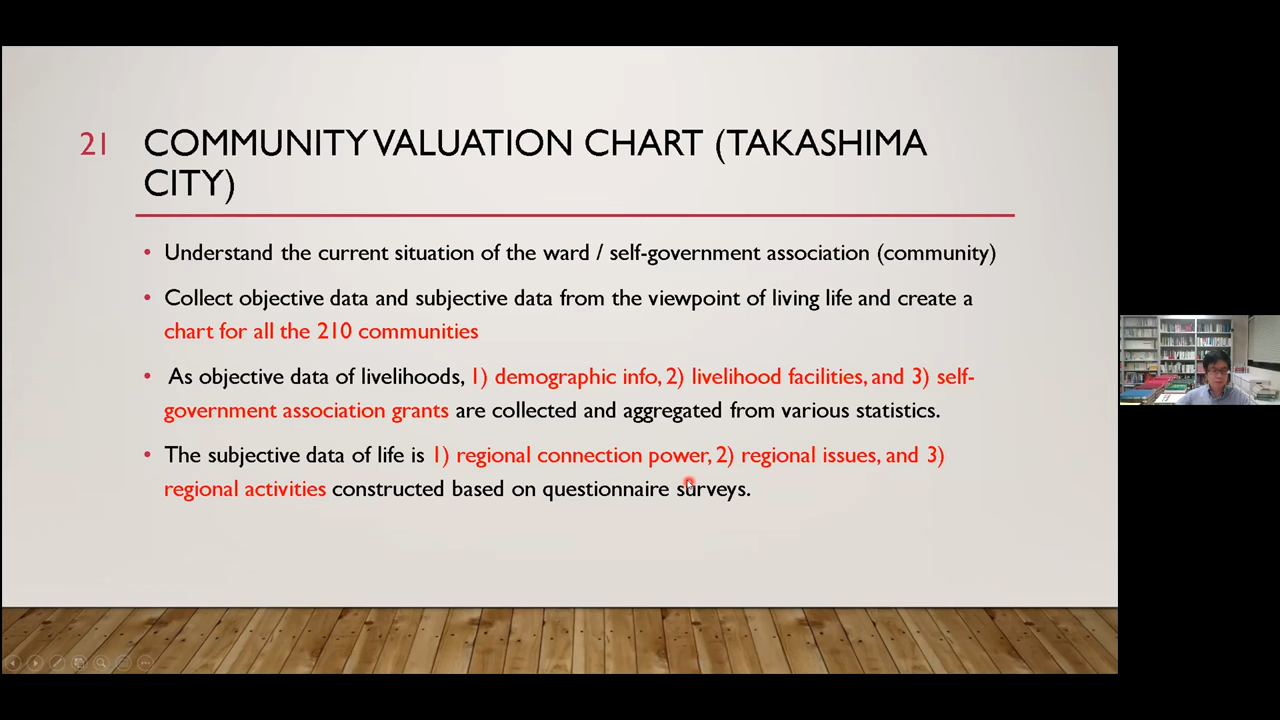 21
COMMUNITY VALUATION CHART (TAKASHIMA
CITY)
• Understand the current situation of the ward / self-government association (community)
• Collect objective data and subjective data from the viewpoint of living life and create a
chart for all the 210 communities
• As objective data of livelihoods, 1) demographic info, 2) livelihood facilities, and 3) self-
government association grants are collected and aggregated from various statistics.
• The subjective data of life is 1) regional connection power, 2) regional issues, and 3)
regional activities constructed based on questionnaire surveys.